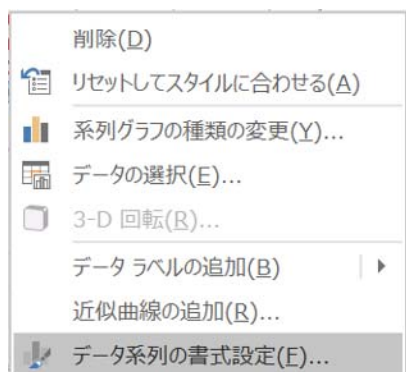 削除(D)
リセットしてスタイルに合わせる(A)
系列グラフの種類の変更(Y)...
データの選択(E)...
3-D 回転(R)...
データ ラベルの追加(B)
近似曲線の追加(R)...
データ系列の書式設定(F)...